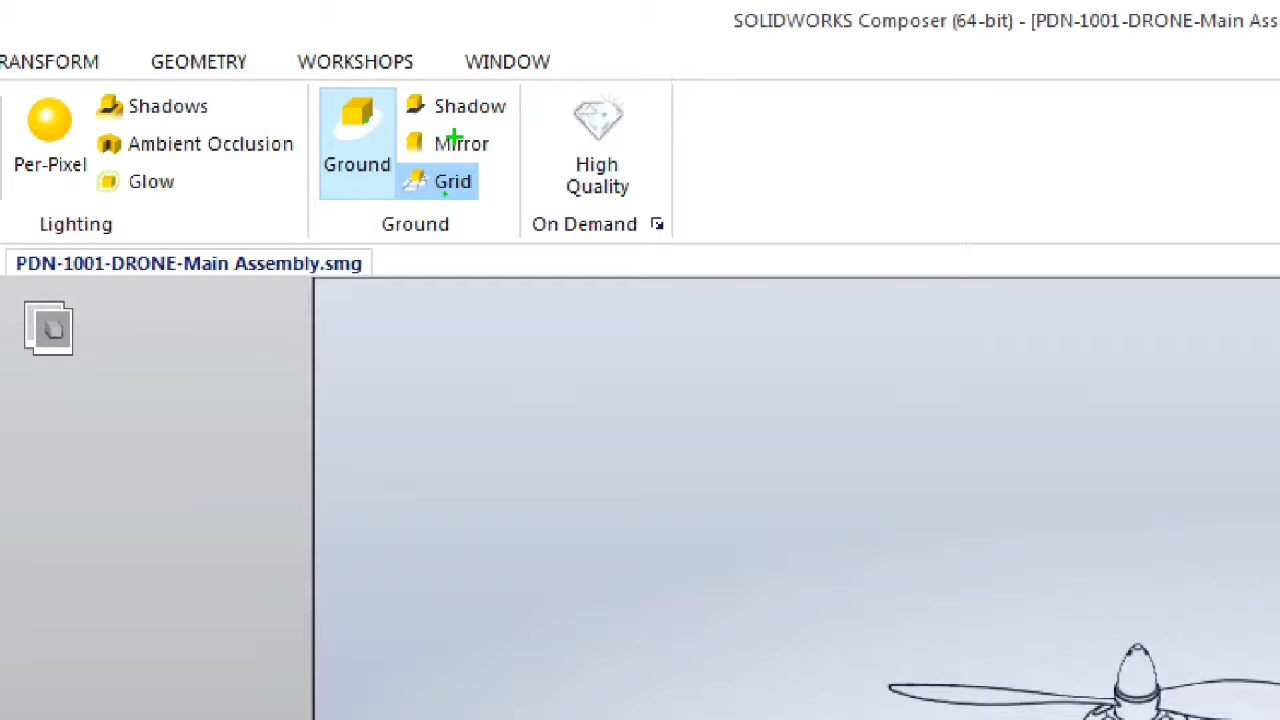 SOLIDWORKS Composer (64-bit) - [PDN-1001-DRONE-Main Ass
RANSFORM GEOMETRY WORKSHOPS WINDOW
Per-Pixel
Shadows
Ambient Occlusion
Glow
Lighting
Ground
Shadow
Mirror
Grid
Ground
High
Quality
On Demand
PDN-1001-DRONE-Main Assembly.smg